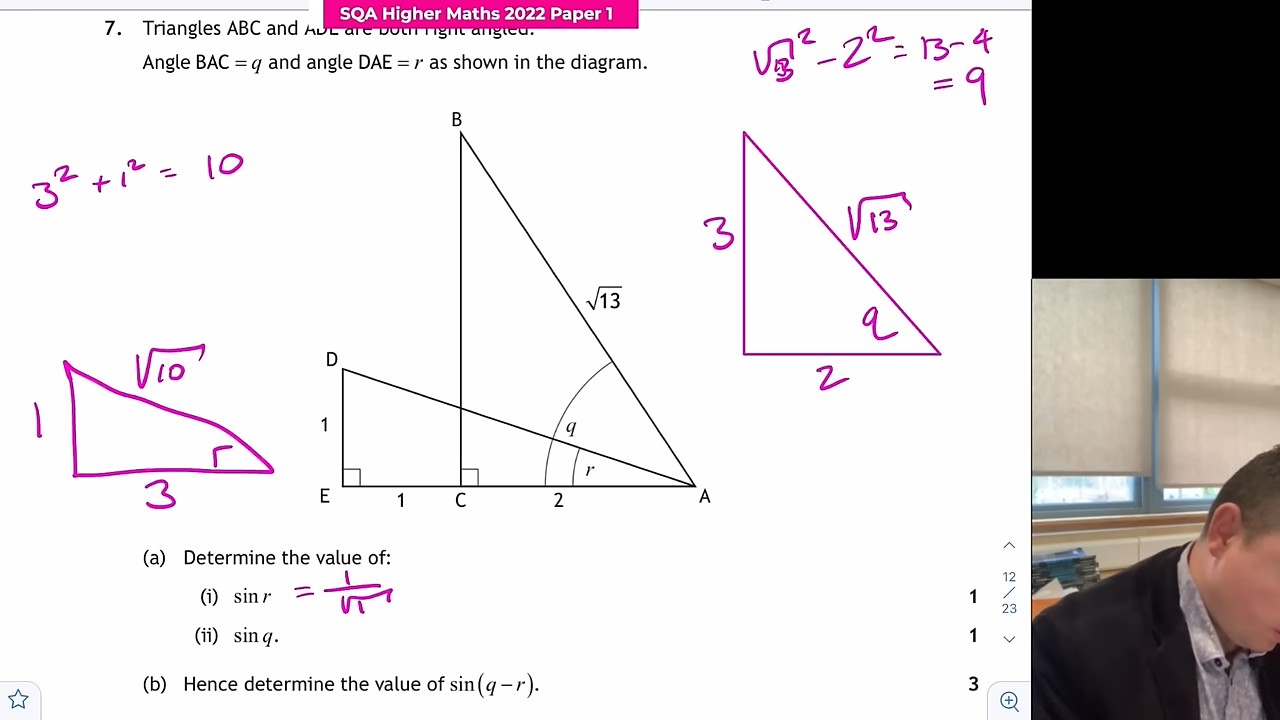 SQA Higher Maths 2022 Paper 1
7. Triangles ABC and ADE are both right angled.
Angle BAC = q and angle DAE = r as shown in the diagram.
√13² − 2² = 13 − 4
= 9
3² + 1² = 10
B
3
√13
q
2
√13
D
1
q
r
E
1
C
2
A
√10
1
r
3
(a) Determine the value of:
(i) sin r = 1/√1 1
(ii) sin q. 1
(b) Hence determine the value of sin(q − r). 3
12
/
23